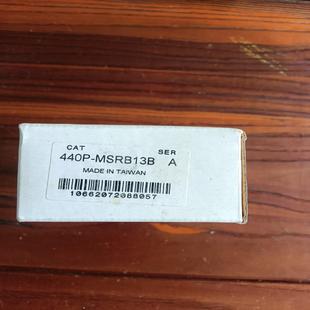 CAT SER
440P-MSRB13B A
MADE IN TAIWAN
10662072088057